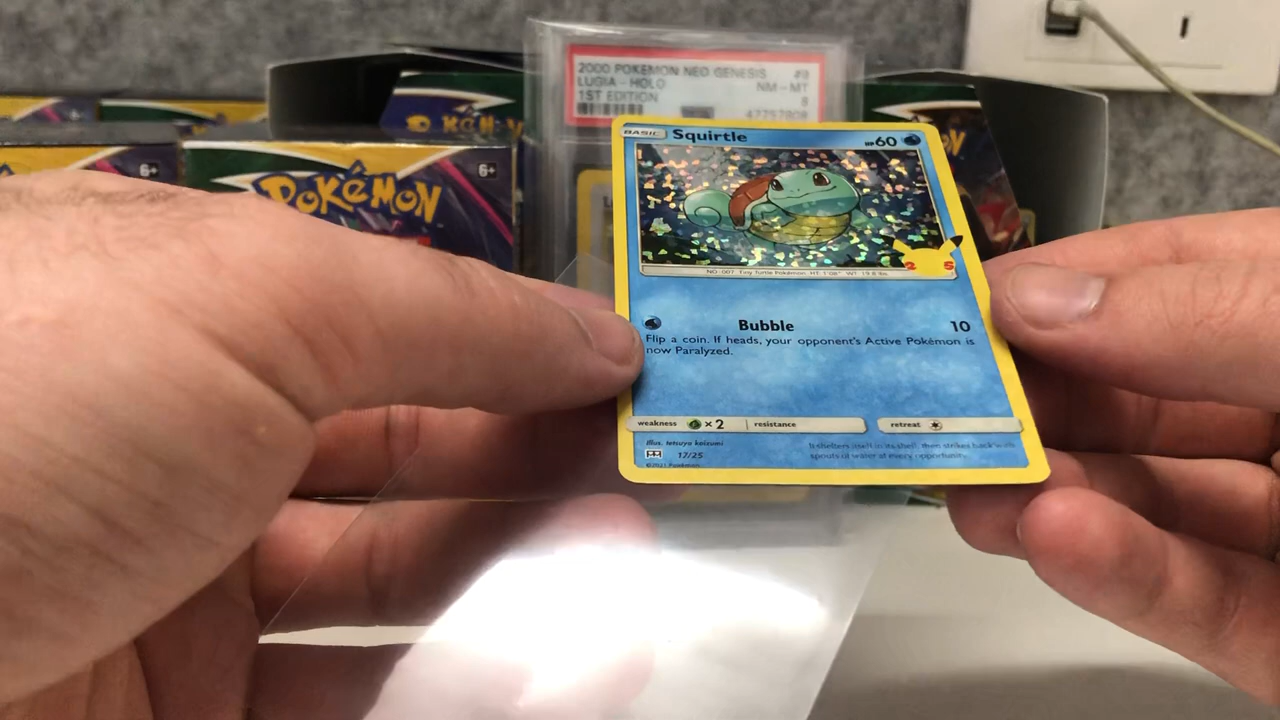 2000 POKEMON NEO GENESIS #9
LUGIA - HOLO NM - MT
1ST EDITION 8
47757808
6+
6+
POKéMON
BASIC Squirtle HP60
NO. 007 Tiny Turtle Pokémon HT: 1'08" WT: 19.8 lbs
25
Bubble 10
Flip a coin. If heads, your opponent's Active Pokémon is
now Paralyzed.
weakness ×2 resistance retreat
Illus. tetsuya koizumi
17/25
©2021 Pokémon
It shelters itself in its shell, then strikes back with
spouts of water at every opportunity.